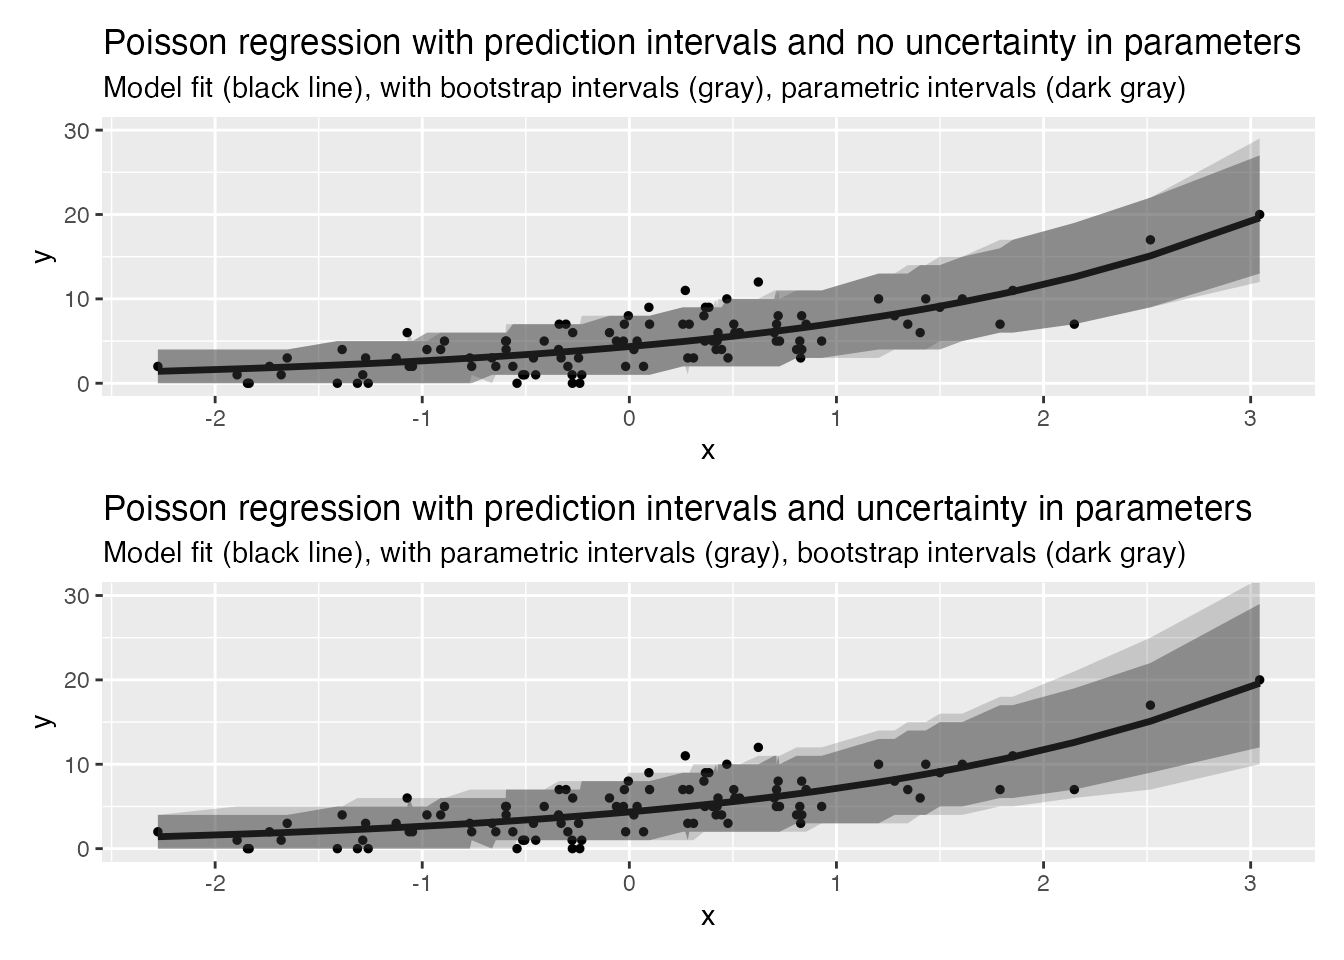 Poisson regression with prediction intervals and no uncertainty in parameters
Model fit (black line), with bootstrap intervals (gray), parametric intervals (dark gray)
30
20
10
0
y
-2 -1 0 1 2 3
x
Poisson regression with prediction intervals and uncertainty in parameters
Model fit (black line), with parametric intervals (gray), bootstrap intervals (dark gray)
30
20
10
0
y
-2 -1 0 1 2 3
x